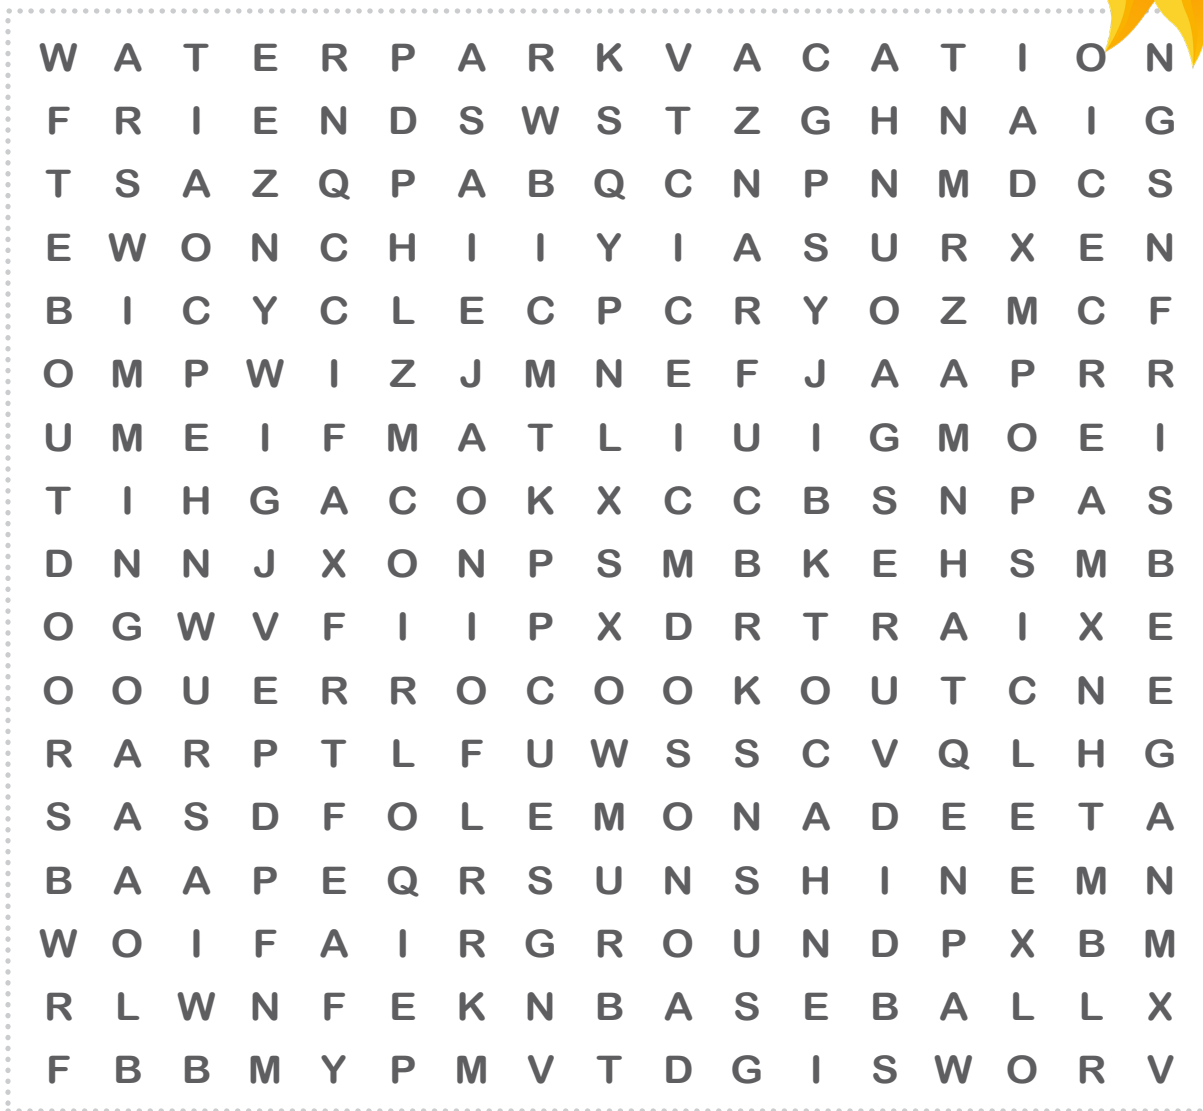 W A T E R P A R K V A C A T I O N
F R I E N D S W S T Z G H N A I G
T S A Z Q P A B Q C N P N M D C S
E W O N C H I I Y I A S U R X E N
B I C Y C L E C P C R Y O Z M C F
O M P W I Z J M N E F J A A P R R
U M E I F M A T L I U I G M O E I
T I H G A C O K X C C B S N P A S
D N N J X O N P S M B K E H S M B
O G W V F I I P X D R T R A I X E
O O U E R R O C O O K O U T C N E
R A R P T L F U W S S C V Q L H G
S A S D F O L E M O N A D E E T A
B A A P E Q R S U N S H I N E M N
W O I F A I R G R O U N D P X B M
R L W N F E K N B A S E B A L L X
F B B M Y P M V T D G I S W O R V